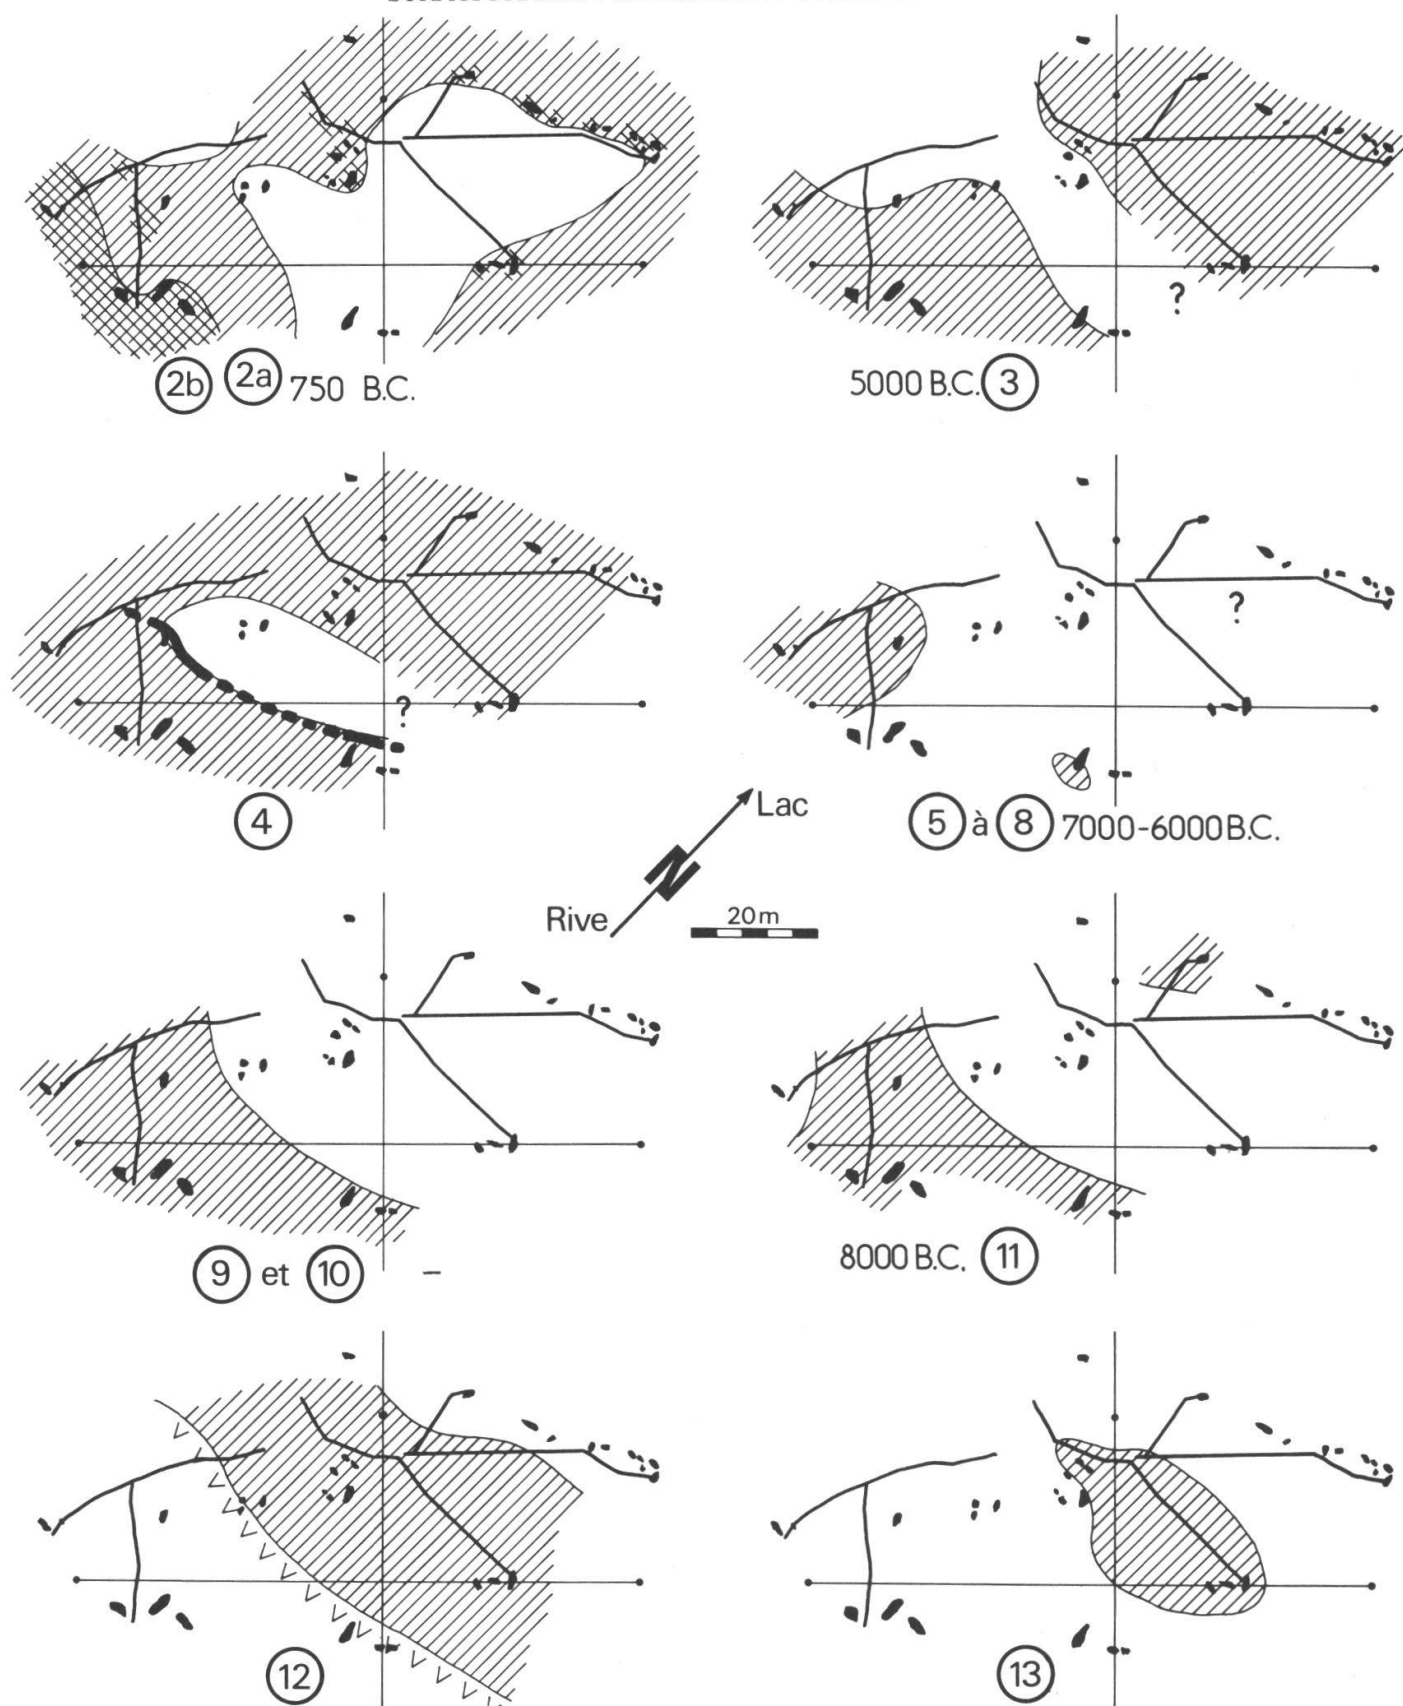 2b 2a 750 B.C.
?
5000 B.C. 3
?
4
?
5 à 8 7000-6000 B.C.
Lac
N
Rive
20m
9 et 10 –
8000 B.C. 11
12
13